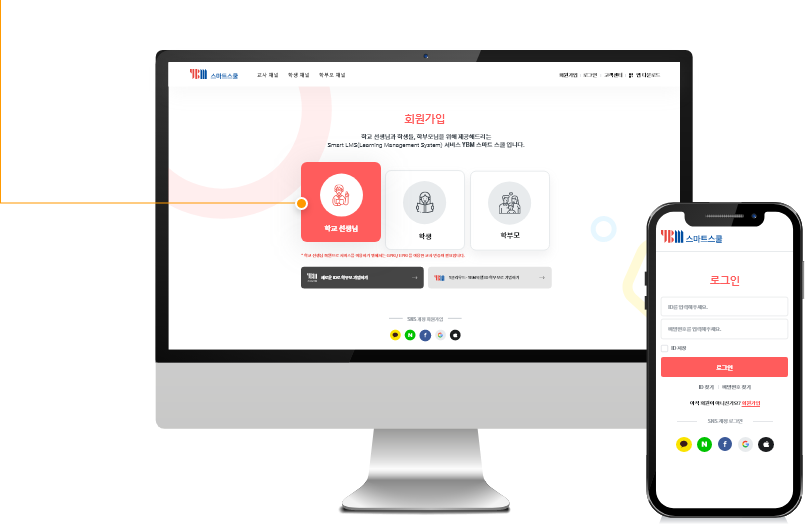 YBM 스마트스쿨
교사 채널 학생 채널 학부모 채널
회원가입 로그인 고객센터 앱 다운로드
회원가입
학교 선생님과 학생들, 학부모님을 위해 제공해드리는
Smart LMS(Learning Management System) 서비스 YBM 스마트 스쿨 입니다.
학교 선생님
학생
학부모
SNS 계정 회원가입
YBM 스마트스쿨
로그인
ID를 입력해주세요.
비밀번호를 입력해주세요.
ID 저장
로그인
ID 찾기 | 비밀번호 찾기
아직 회원이 아니신가요? 회원가입
SNS 계정 로그인